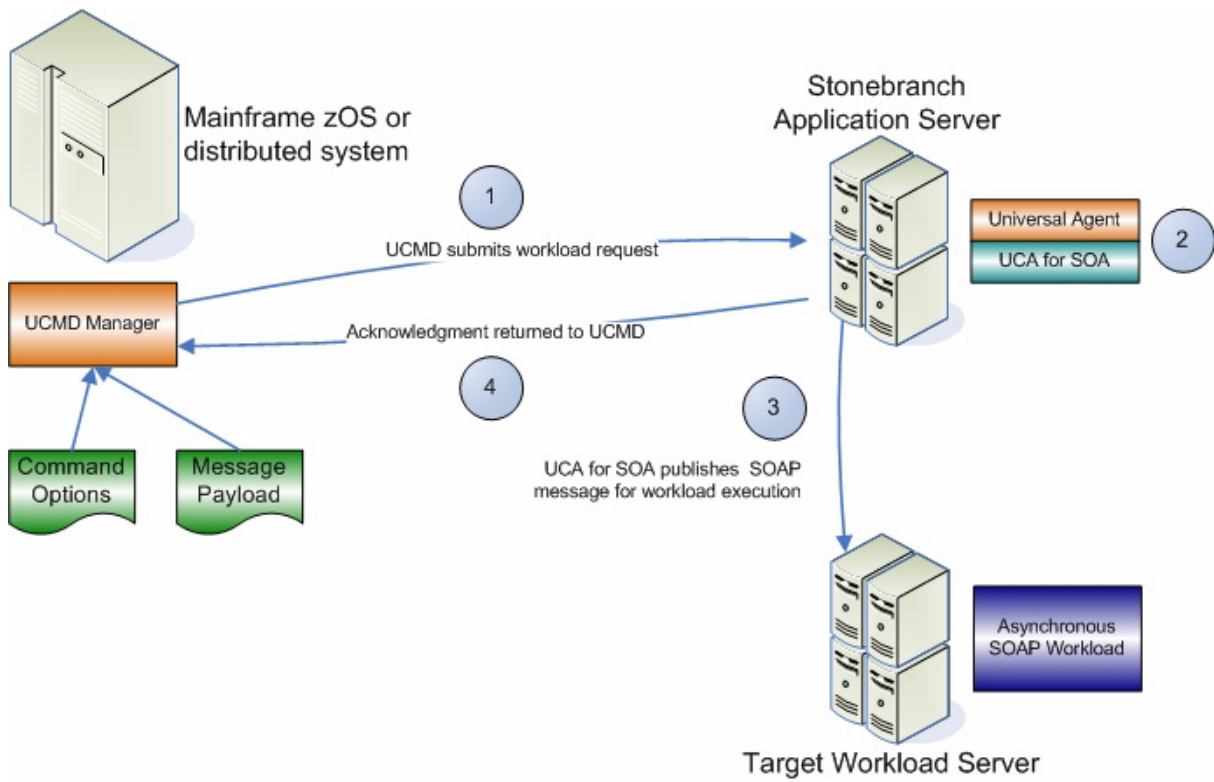 Mainframe zOS or
distributed system
Stonebranch
Application Server
1
UCMD submits workload request
Universal Agent
UCA for SOA
2
UCMD Manager
Acknowledgment returned to UCMD
4
3
Command
Options
Message
Payload
UCA for SOA publishes SOAP
message for workload execution
Asynchronous
SOAP Workload
Target Workload Server